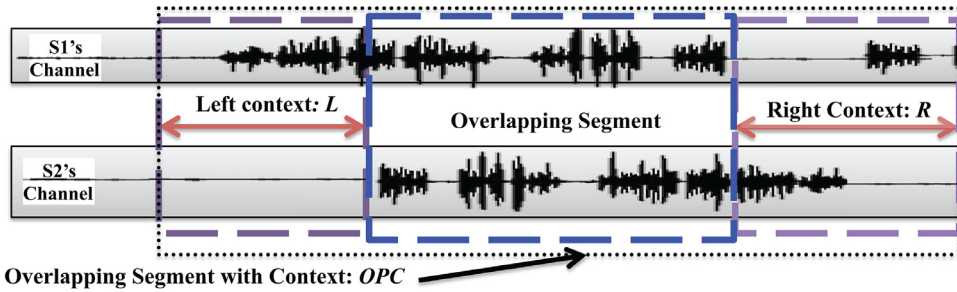 S1's
Channel
Left context: L
Overlapping Segment
Right Context: R
S2's
Channel
Overlapping Segment with Context: OPC